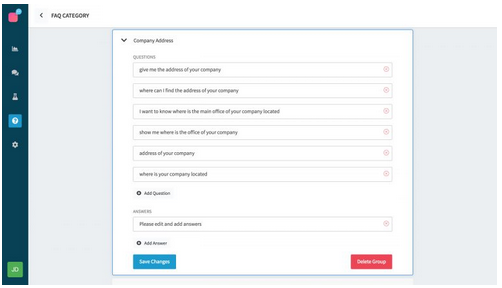 FAQ CATEGORY
Company Address
QUESTIONS
give me the address of your company
where can i find the address of your company
I want to know where is the main office of your company located
show me where is the office of your company
address of your company
where is your company located
Add Question
ANSWERS
Please edit and add answers
Add Answer
Save Changes
Delete Group
JD